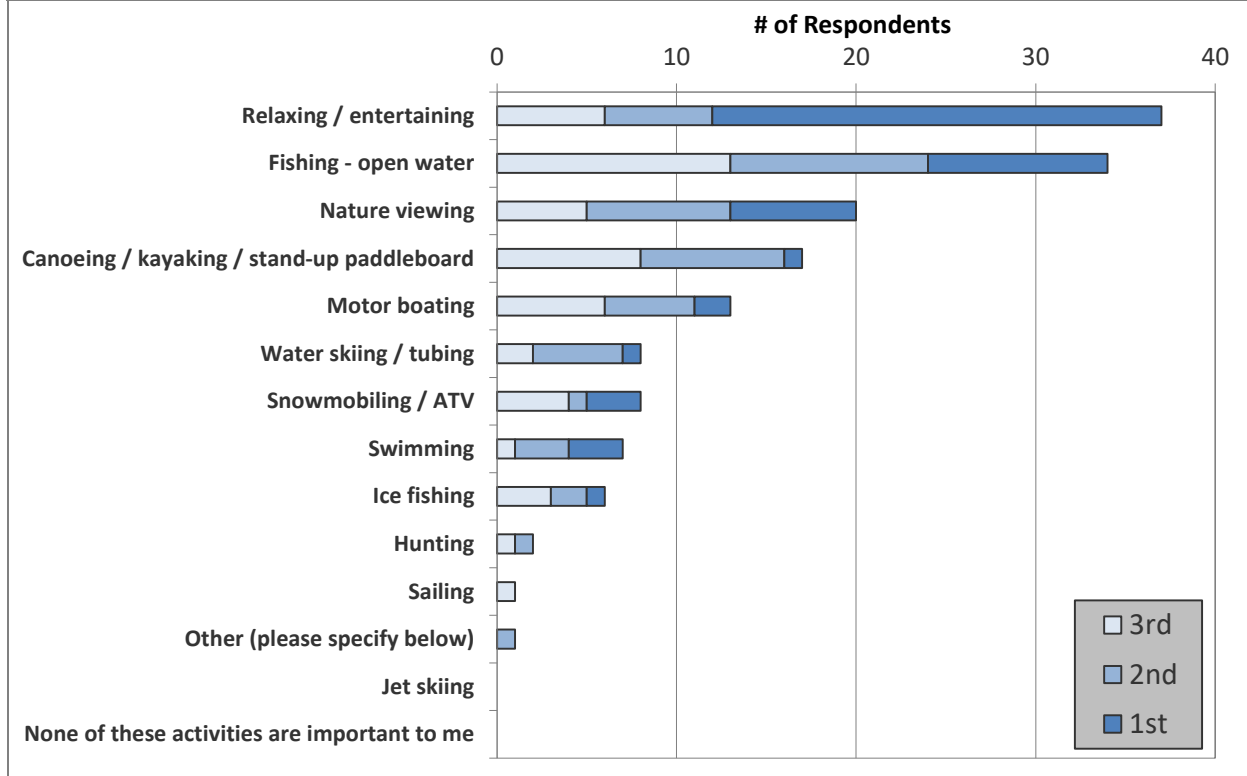 # of Respondents
0 10 20 30 40
Relaxing / entertaining
Fishing - open water
Nature viewing
Canoeing / kayaking / stand-up paddleboard
Motor boating
Water skiing / tubing
Snowmobiling / ATV
Swimming
Ice fishing
Hunting
Sailing
Other (please specify below)
Jet skiing
None of these activities are important to me
3rd
2nd
1st